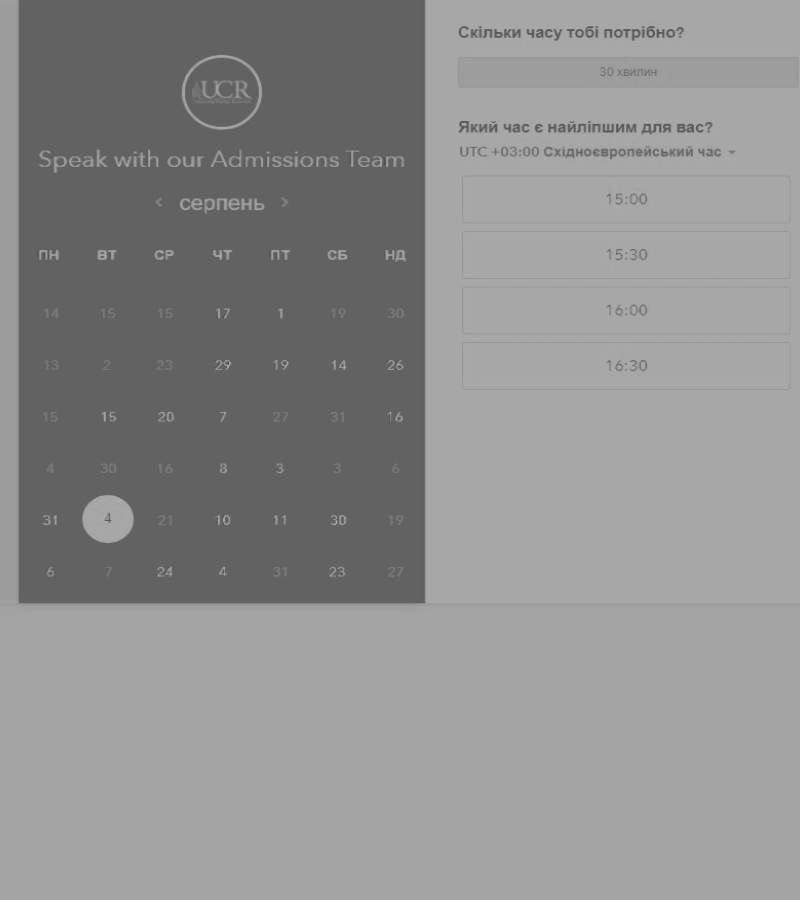 UCR
Speak with our Admissions Team
< серпень >
ПН ВТ СР ЧТ ПТ СБ НД
14 15 15 17 1 19 30
13 2 23 29 19 14 26
15 15 20 7 27 31 16
4 30 16 8 3 3 6
31 4 21 10 11 30 19
6 7 24 4 31 23 27
Скільки часу тобі потрібно?
30 хвилин
Який час є найліпшим для вас?
UTC +03:00 Східноєвропейський час
15:00
15:30
16:00
16:30